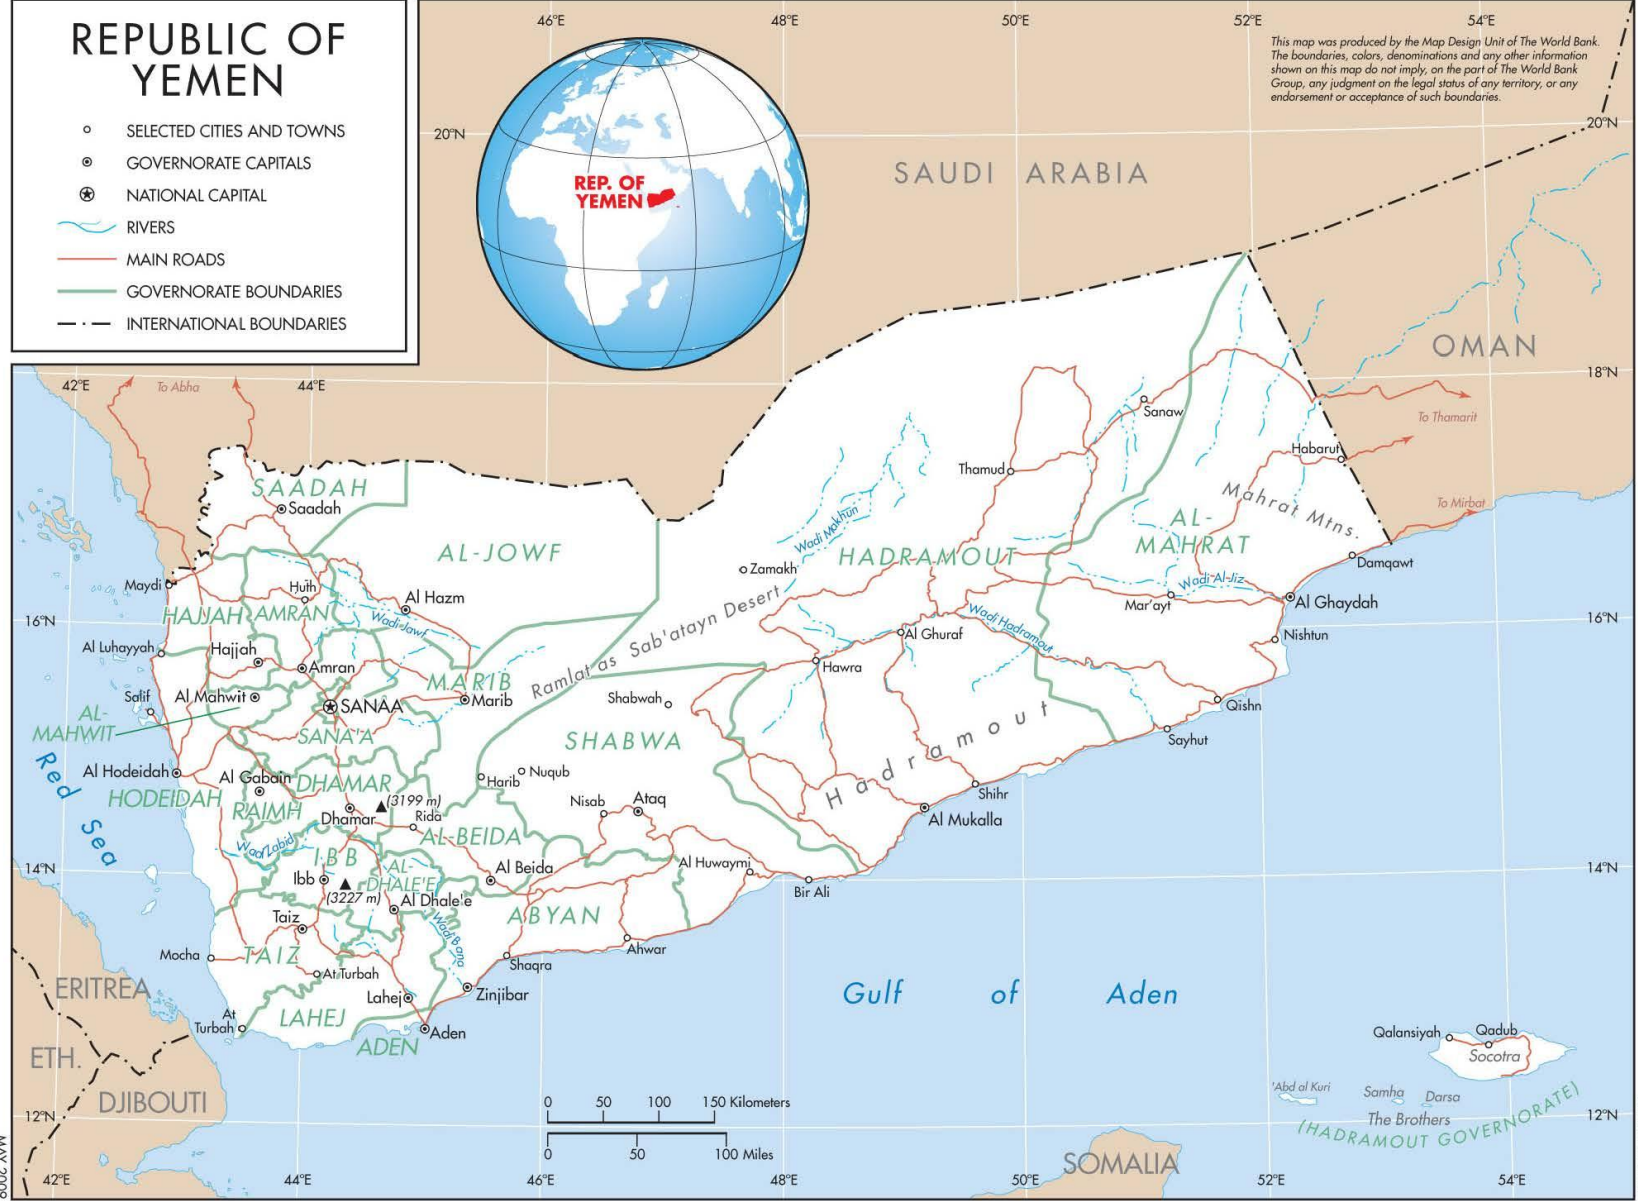 REPUBLIC OF
YEMEN
SELECTED CITIES AND TOWNS
GOVERNORATE CAPITALS
NATIONAL CAPITAL
RIVERS
MAIN ROADS
GOVERNORATE BOUNDARIES
INTERNATIONAL BOUNDARIES
46°E
48°E
50°E
52°E
54°E
This map was produced by the Map Design Unit of The World Bank.
The boundaries, colors, denominations and any other information
shown on this map do not imply, on the part of The World Bank
Group, any judgment on the legal status of any territory, or any
endorsement or acceptance of such boundaries.
20°N
20°N
REP. OF
YEMEN
SAUDI ARABIA
OMAN
18°N
42°E
To Abha
44°E
To Thamarit
Sanaw
Habarut
Thamud
Mahrat Mtns.
To Mirbat
SAADAH
Saadah
Wadi Makhun
AL-
MAHRAT
AL-JOWF
HADRAMOUT
Zamakh
Damqawt
Maydi
Huth
Al Hazm
Wadi Al-Jiz
Mar'ayt
Al Ghaydah
HAJJAH
AMRAN
Wadi Jawf
Wadi Hadramout
16°N
16°N
Al Ghuraf
Nishtun
Al Luhayyah
Hajjah
Amran
Ramlat as Sab'atayn Desert
Hawra
MARIB
Marib
Salif
Al Mahwit
SANAA
Shabwah
Qishn
AL-
MAHWIT
SANA'A
SHABWA
Hadramout
Sayhut
Red Sea
Al Hodeidah
Al Gabain
DHAMAR
Harib
Nuqub
HODEIDAH
RAIMH
(3199 m)
Dhamar
Rida
Nisab
Ataq
Shihr
Al Mukalla
AL-BEIDA
Wadi Zabid
IBB
AL-
DHALE'E
Al Beida
Al Huwaymi
14°N
14°N
Ibb
(3227 m)
Al Dhale'e
Bir Ali
ABYAN
Taiz
Wadi Bana
Mocha
TAIZ
At Turbah
Shaqra
Ahwar
ERITREA
Lahej
Zinjibar
Gulf of Aden
At
Turbah
LAHEJ
Aden
ADEN
Qalansiyah
Qadub
Socotra
ETH.
DJIBOUTI
'Abd al Kuri
Samha
Darsa
The Brothers
(HADRAMOUT GOVERNORATE)
0 50 100 150 Kilometers
0 50 100 Miles
12°N
12°N
SOMALIA
42°E
44°E
46°E
48°E
50°E
52°E
54°E